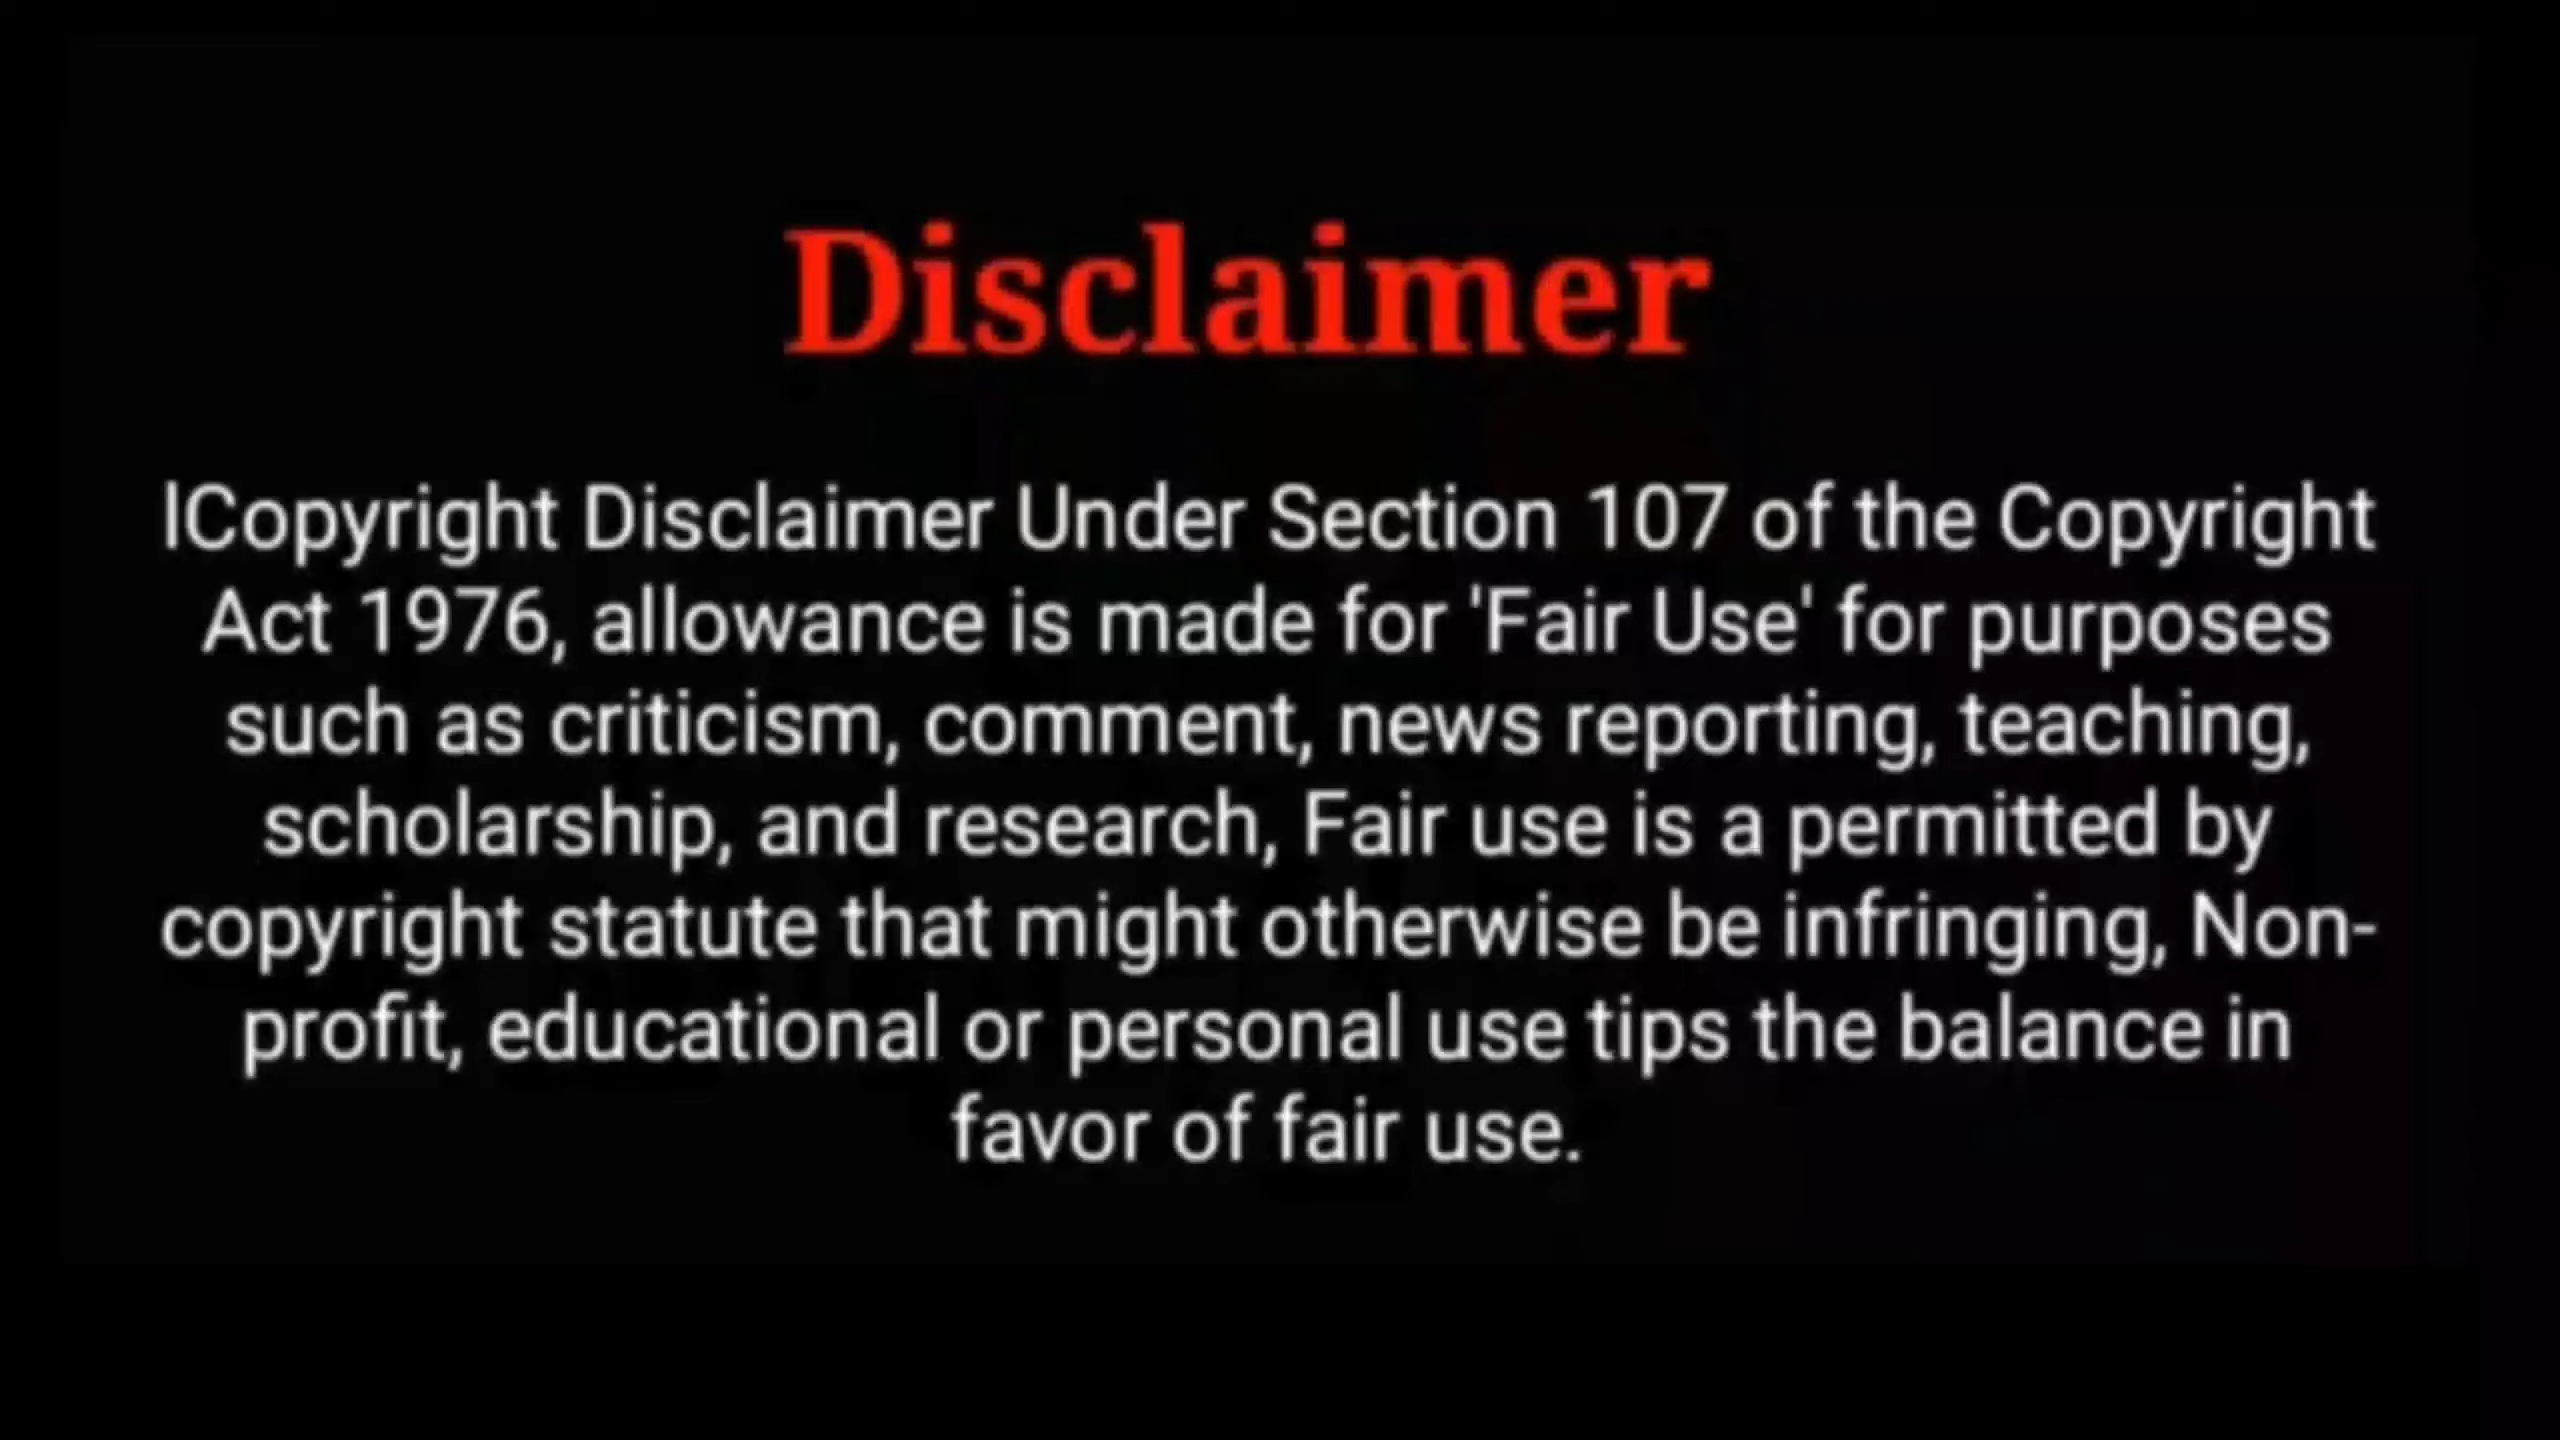 Disclaimer
lCopyright Disclaimer Under Section 107 of the Copyright
Act 1976, allowance is made for 'Fair Use' for purposes
such as criticism, comment, news reporting, teaching,
scholarship, and research, Fair use is a permitted by
copyright statute that might otherwise be infringing, Non-
profit, educational or personal use tips the balance in
favor of fair use.